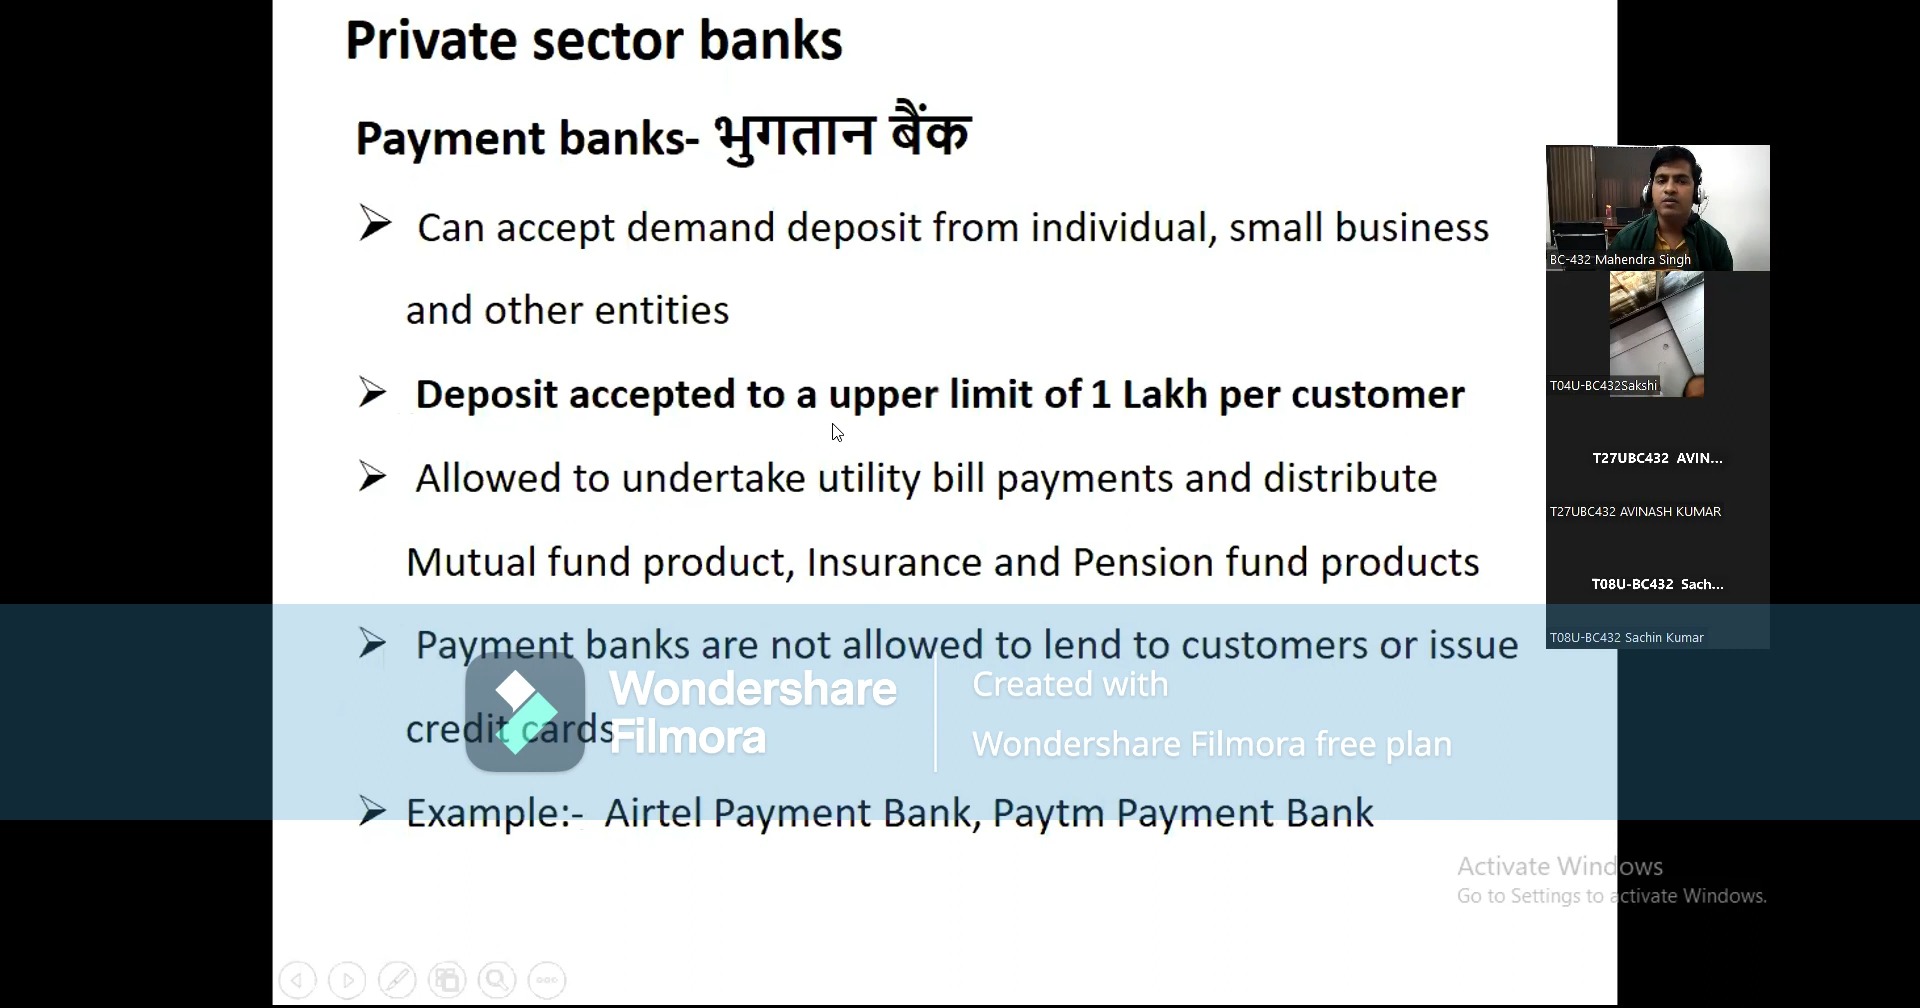 Private sector banks
Payment banks- भुगतान बैंक
Can accept demand deposit from individual, small business
and other entities
Deposit accepted to a upper limit of 1 Lakh per customer
Allowed to undertake utility bill payments and distribute
Mutual fund product, Insurance and Pension fund products
Payment banks are not allowed to lend to customers or issue
credit cards
Example:- Airtel Payment Bank, Paytm Payment Bank
Wondershare
Filmora
Created with
Wondershare Filmora free plan
BC-432 Mahendra Singh
T04U-BC432Sakshi
T27UBC432 AVIN...
T27UBC432 AVINASH KUMAR
T08U-BC432 Sach...
T08U-BC432 Sachin Kumar
Activate Windows
Go to Settings to activate Windows.